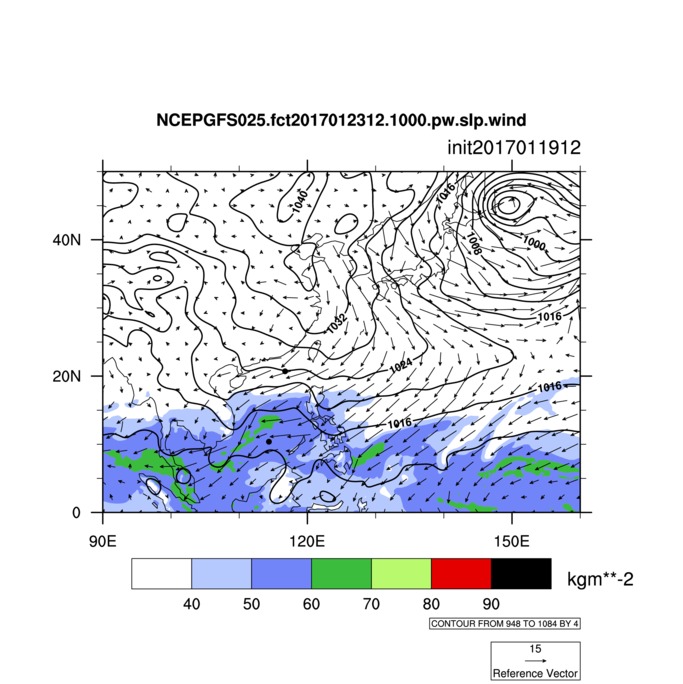 NCEPGFS025.fct2017012312.1000.pw.slp.wind
init2017011912
1040
1016
1008
1000
40N
1016
1032
1024
20N
1016
1016
0
90E 120E 150E
kgm**-2
40 50 60 70 80 90
CONTOUR FROM 948 TO 1084 BY 4
15
Reference Vector